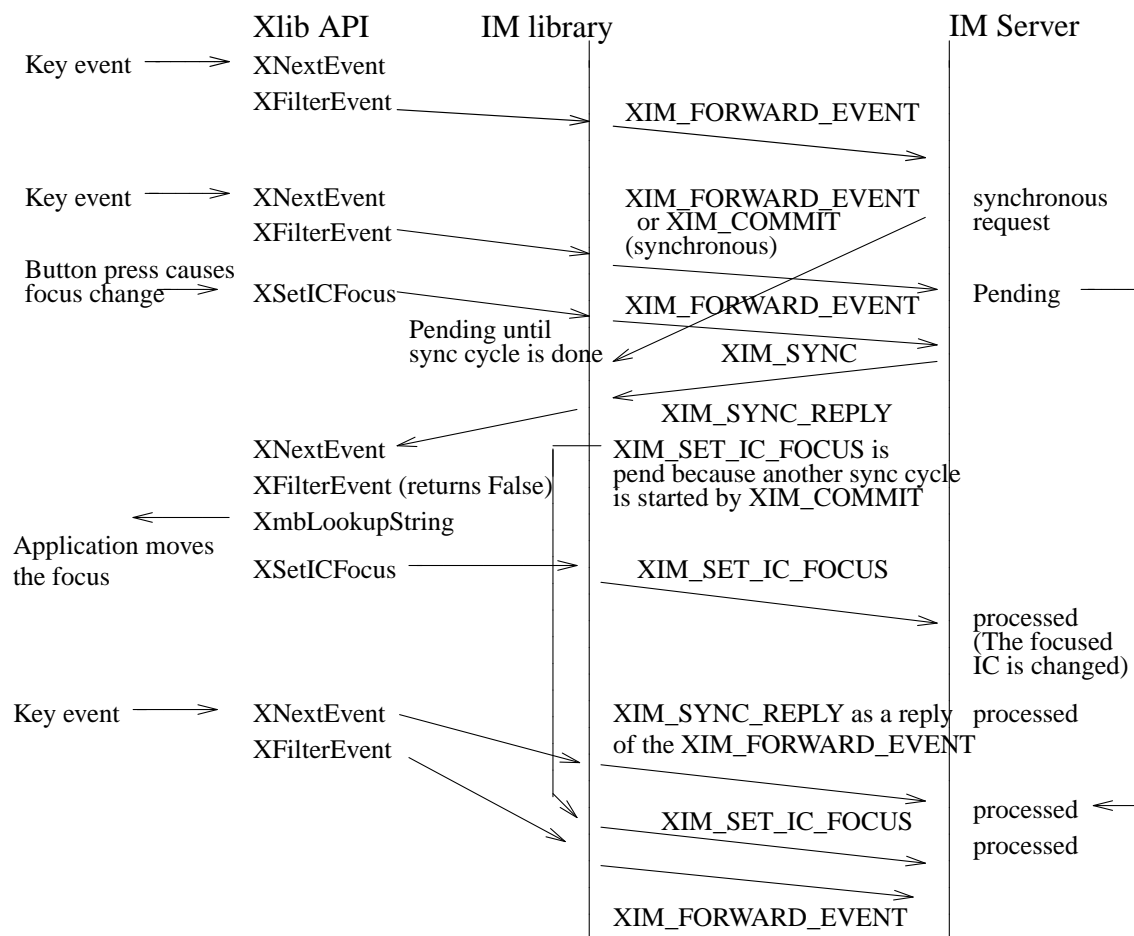 Xlib API IM library IM Server
Key event XNextEvent
XFilterEvent
XIM_FORWARD_EVENT
Key event XNextEvent XIM_FORWARD_EVENT synchronous
or XIM_COMMIT request
XFilterEvent (synchronous)
Button press causes
focus change XSetICFocus Pending
XIM_FORWARD_EVENT
Pending until
sync cycle is done XIM_SYNC
XIM_SYNC_REPLY
XNextEvent XIM_SET_IC_FOCUS is
pend because another sync cycle
XFilterEvent (returns False) is started by XIM_COMMIT
XmbLookupString
Application moves
the focus XSetICFocus XIM_SET_IC_FOCUS
processed
(The focused
IC is changed)
Key event XNextEvent XIM_SYNC_REPLY as a reply processed
XFilterEvent of the XIM_FORWARD_EVENT
processed
XIM_SET_IC_FOCUS
processed
XIM_FORWARD_EVENT